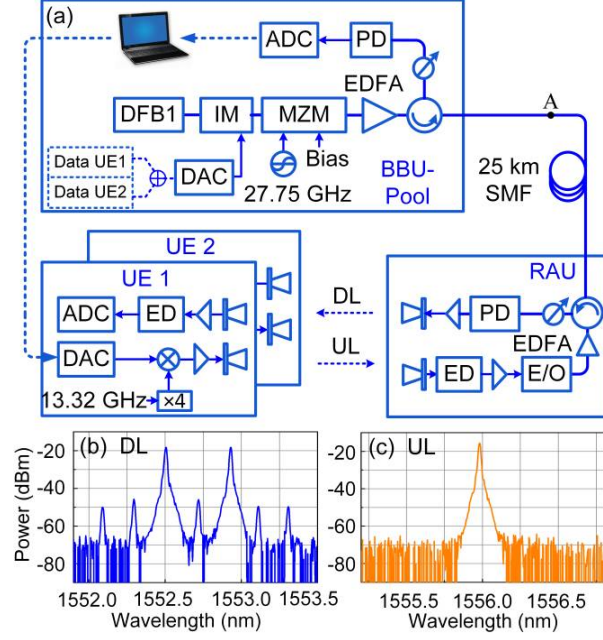 (a)
ADC
PD
EDFA
DFB1
IM
MZM
A
Data UE1
Data UE2
DAC
Bias
27.75 GHz
BBU-
Pool
25 km
SMF
UE 2
UE 1
ADC
ED
DAC
13.32 GHz
×4
DL
UL
RAU
PD
EDFA
ED
E/O
(b) DL
-20
-40
-60
-80
Power (dBm)
1552.0 1552.5 1553.0 1553.5
Wavelength (nm)
(c) UL
-20
-40
-60
-80
1555.5 1556.0 1556.5
Wavelength (nm)